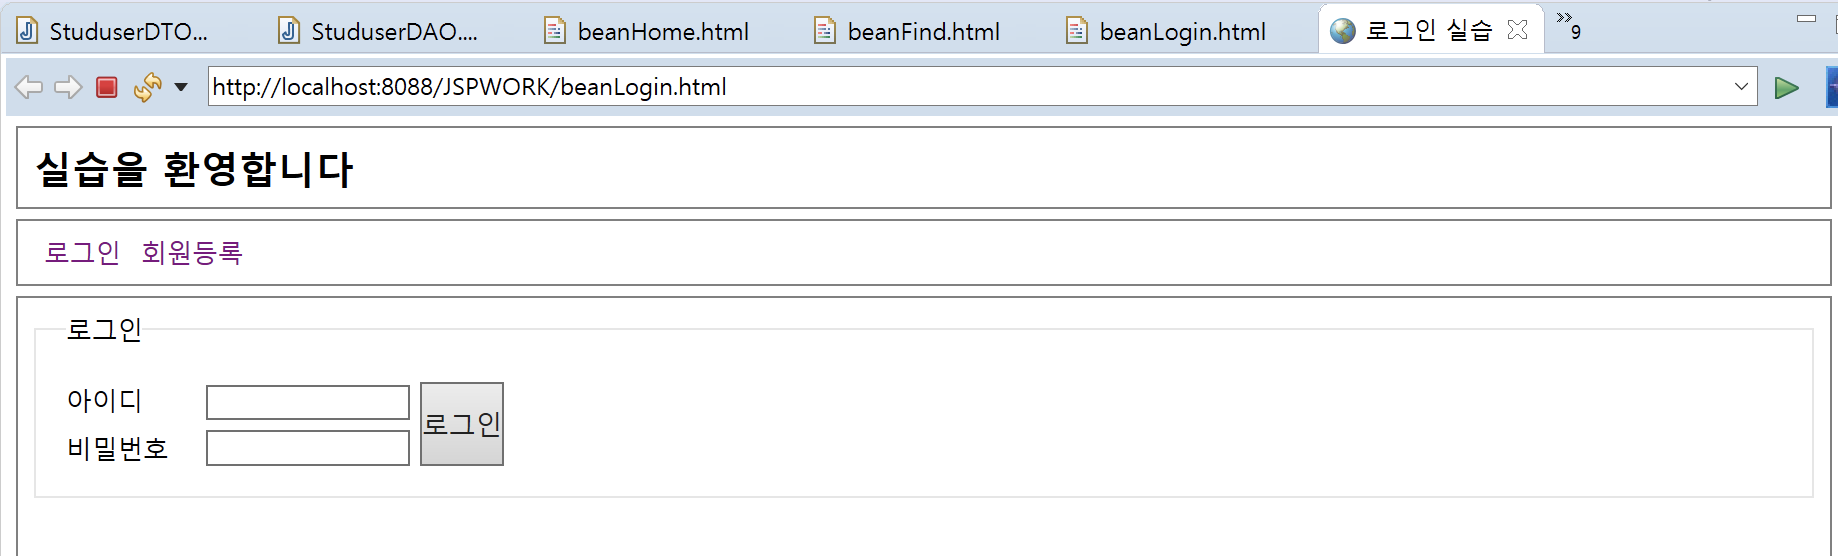 StuduserDTO... StuduserDAO.... beanHome.html beanFind.html beanLogin.html 로그인 실습 9
http://localhost:8088/JSPWORK/beanLogin.html
실습을 환영합니다
로그인 회원등록
로그인
아이디
비밀번호
로그인